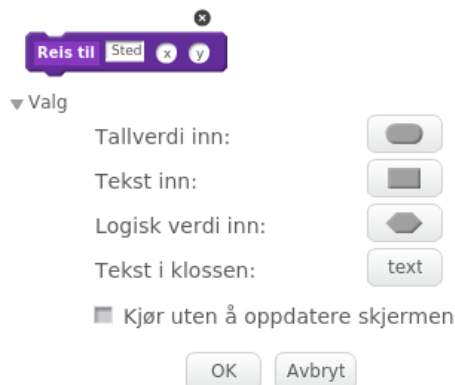 Reis til Sted x y
Valg
Tallverdi inn:
Tekst inn:
Logisk verdi inn:
Tekst i klossen: text
Kjør uten å oppdatere skjermen
OK Avbryt